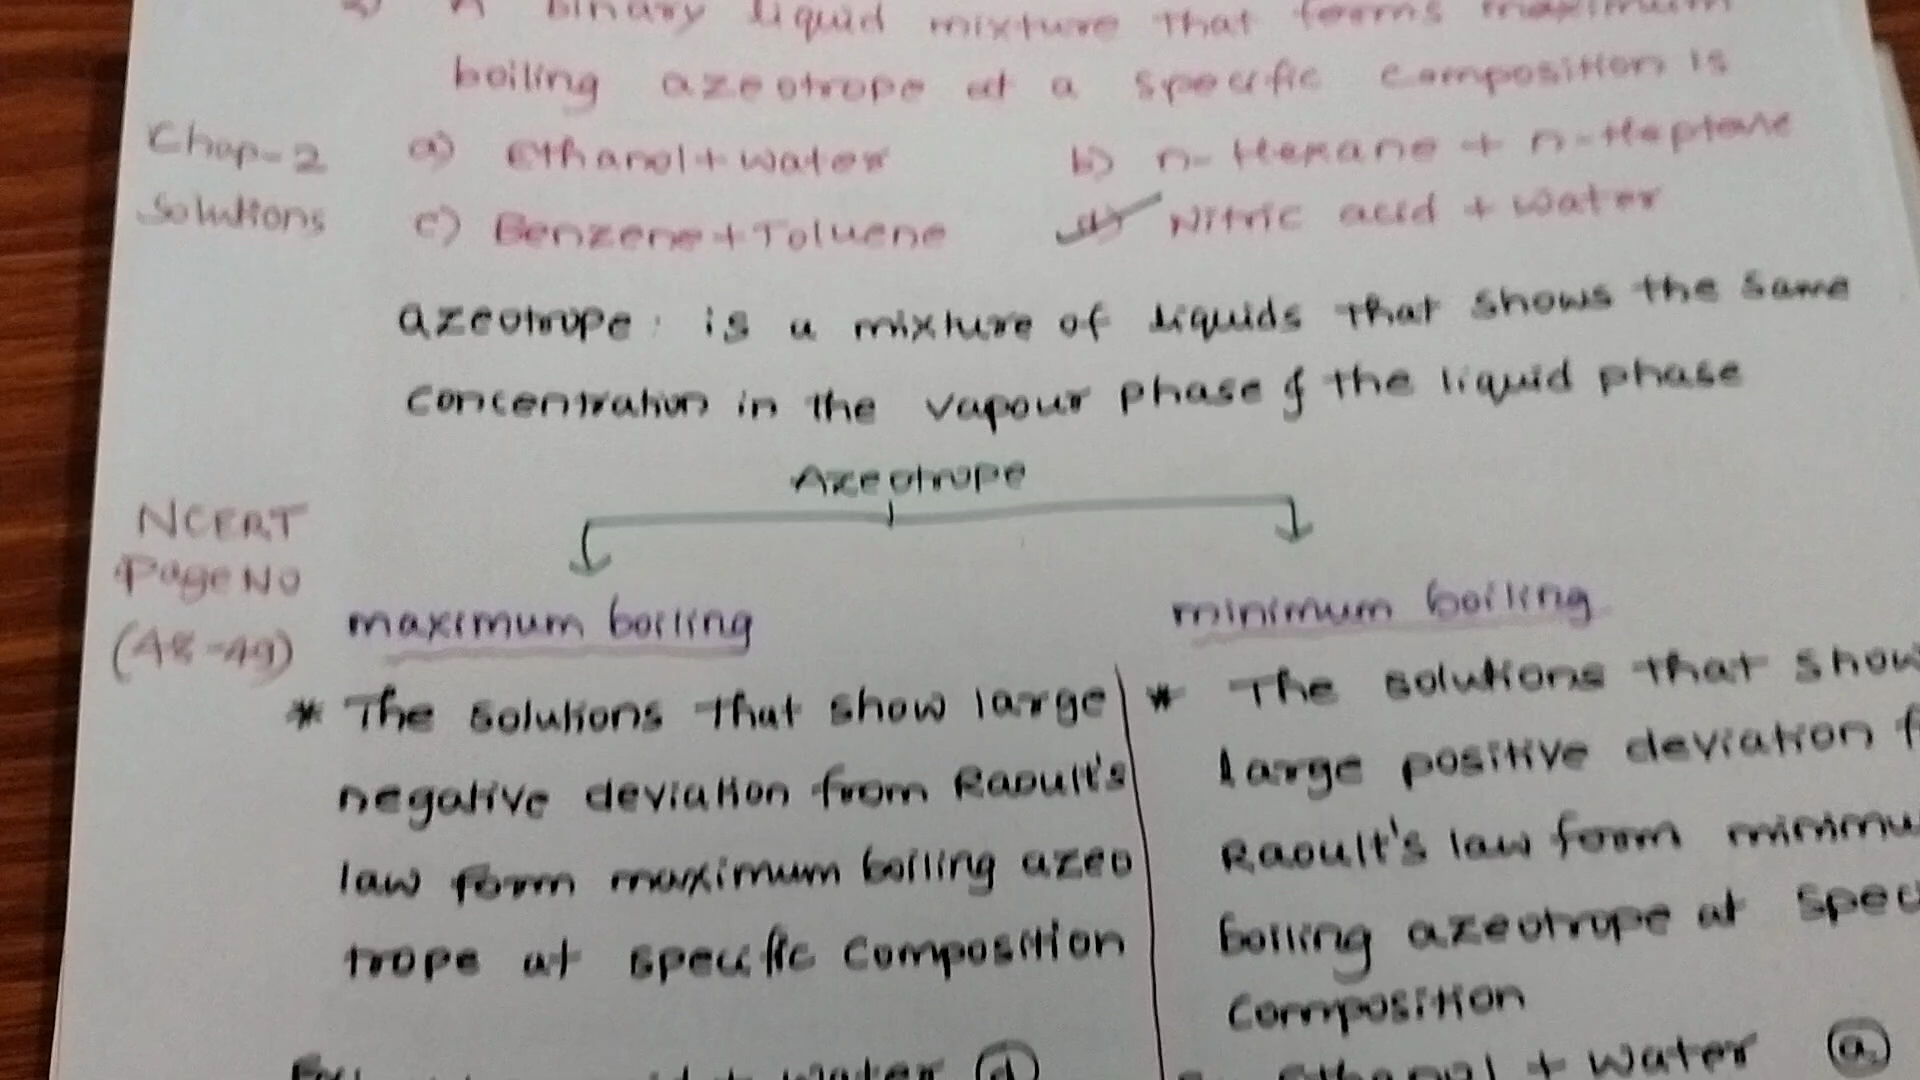 A binary liquid mixture that forms maximum
boiling azeotrope at a specific composition is
Chap-2
Solutions
a) Ethanol + water
b) n-Hexane + n-Heptane
c) Benzene + Toluene
d) Nitric acid + water
azeotrope: is a mixture of liquids that shows the same
concentration in the vapour phase & the liquid phase
Azeotrope
NCERT
Page No
(48-49)
maximum boiling
* The solutions that show large
negative deviation from Raoult's
law form maximum boiling azeo
trope at specific composition
+ water (d)
minimum boiling
* The solutions that show
large positive deviation f
Raoult's law form minimu
boiling azeotrope at spec
Composition
Ethanol + water (a)